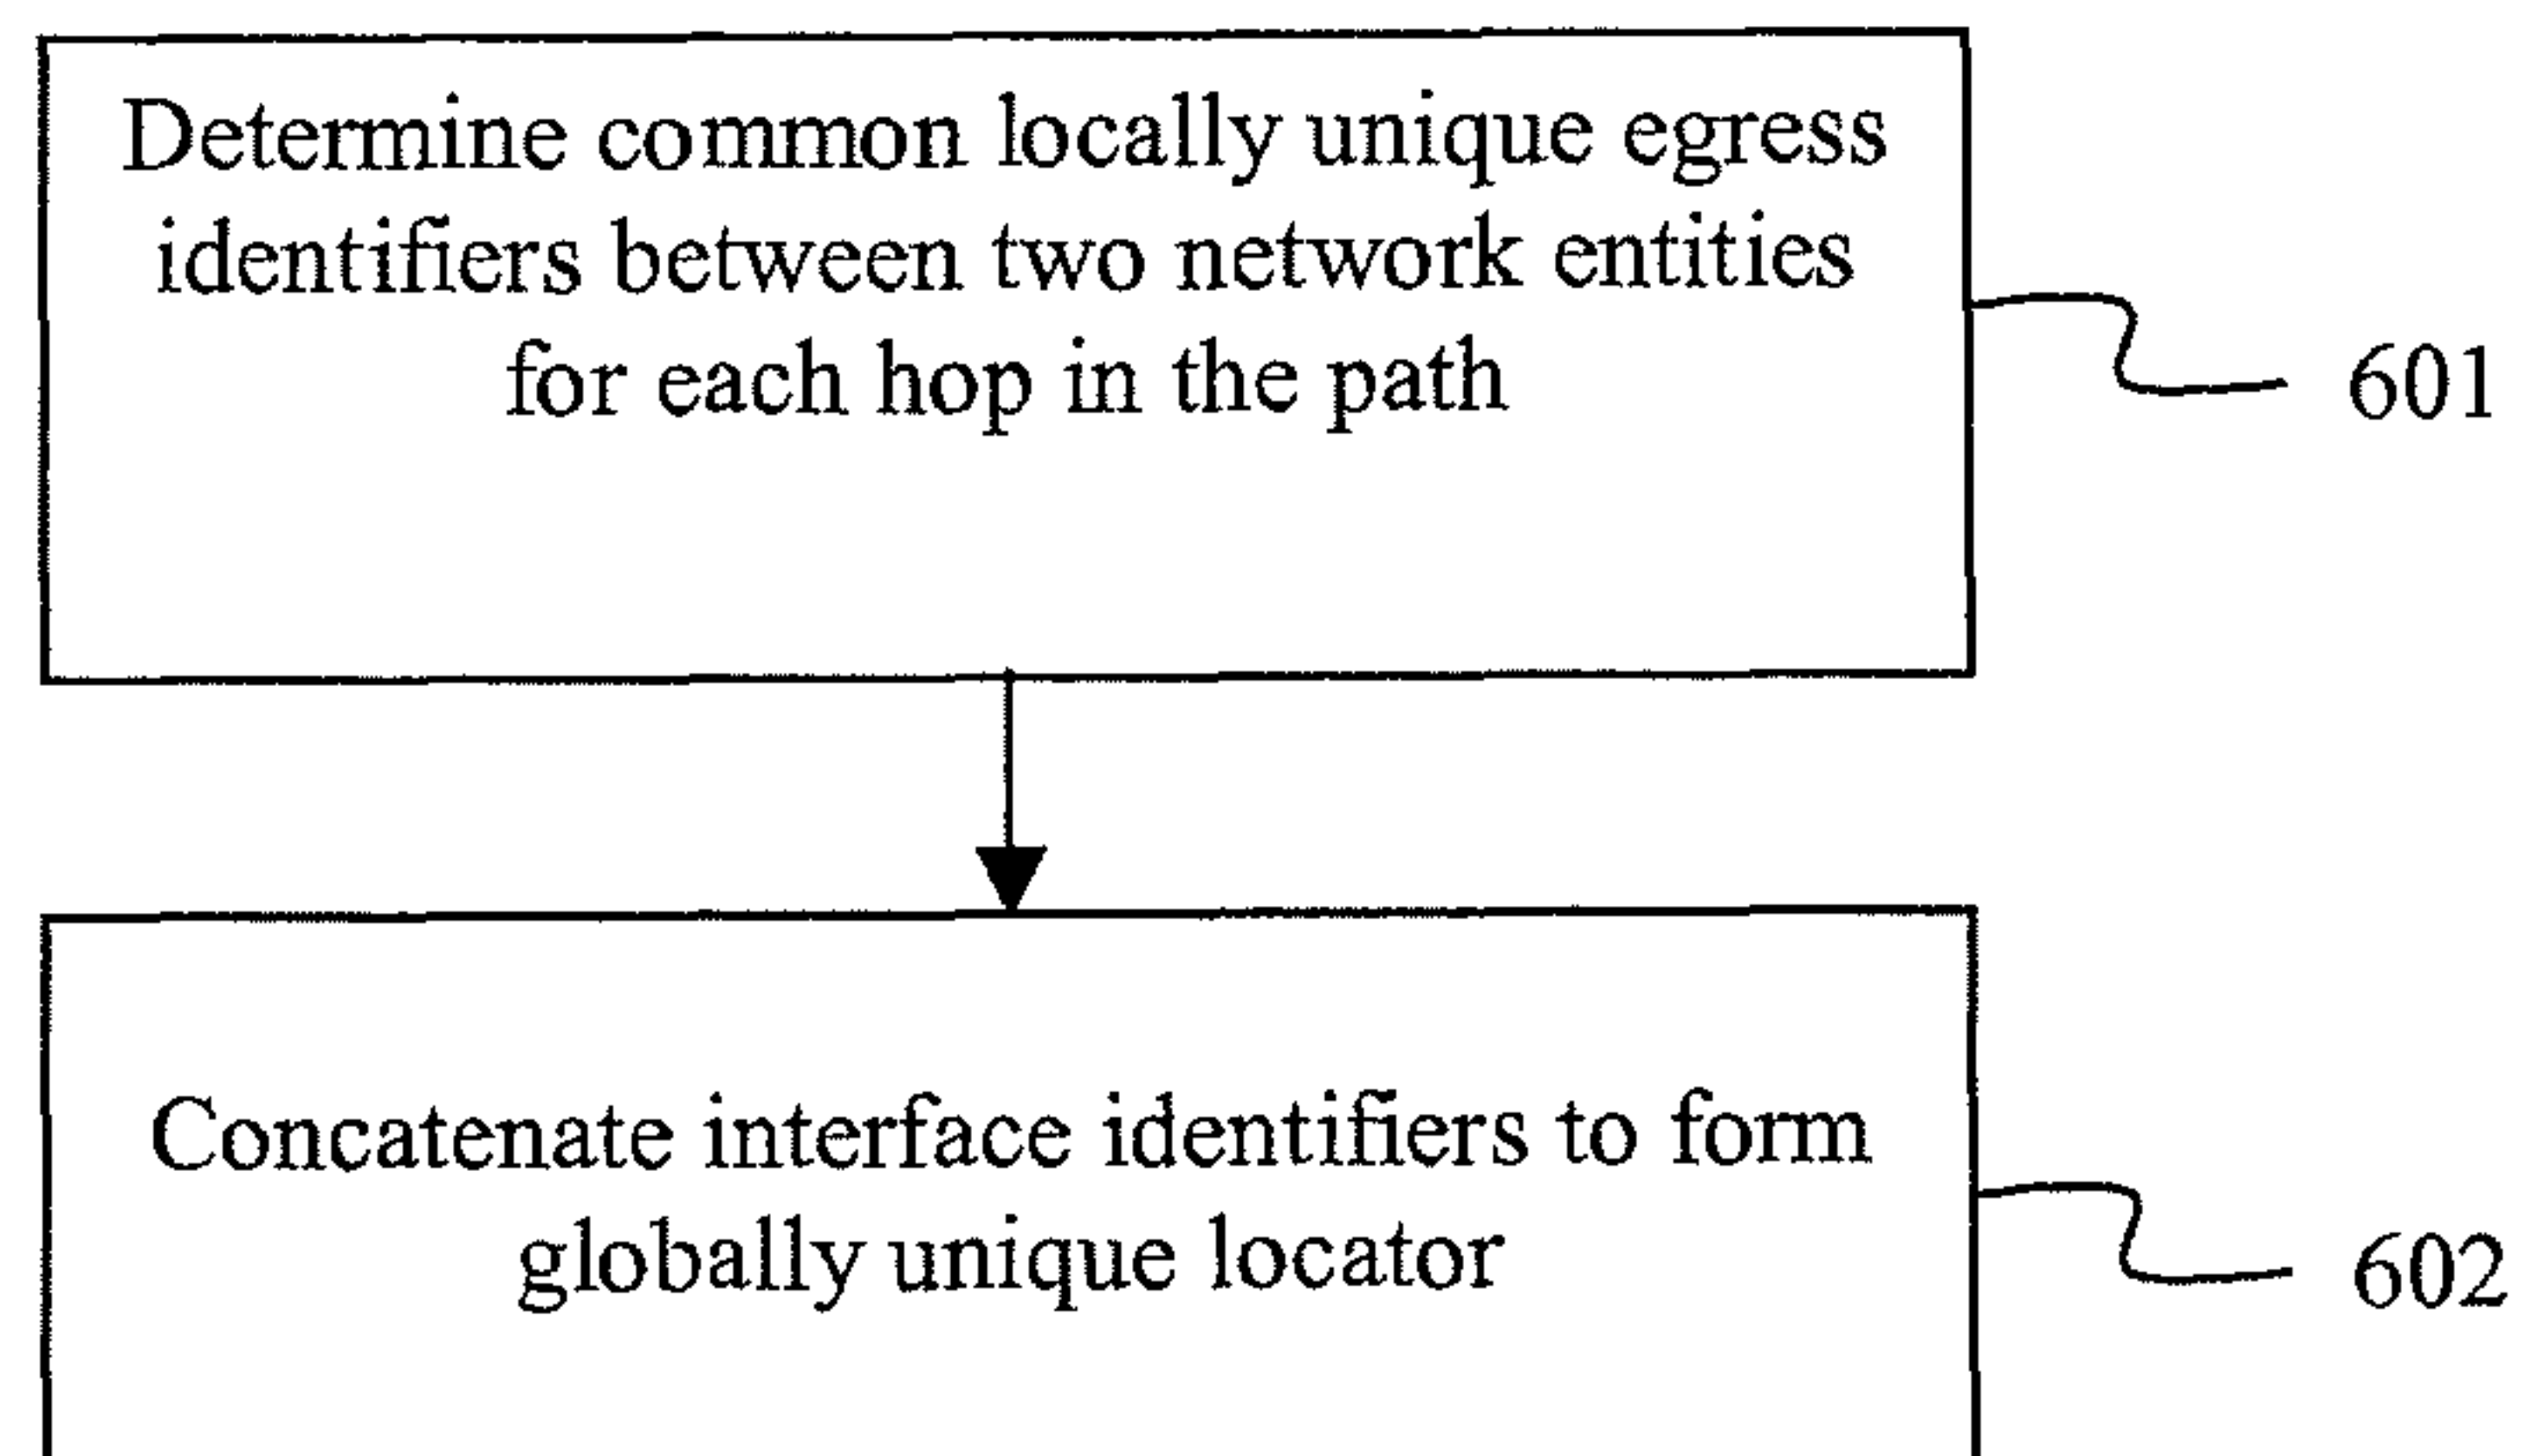 Determine common locally unique egress
identifiers between two network entities
for each hop in the path
601
Concatenate interface identifiers to form
globally unique locator
602